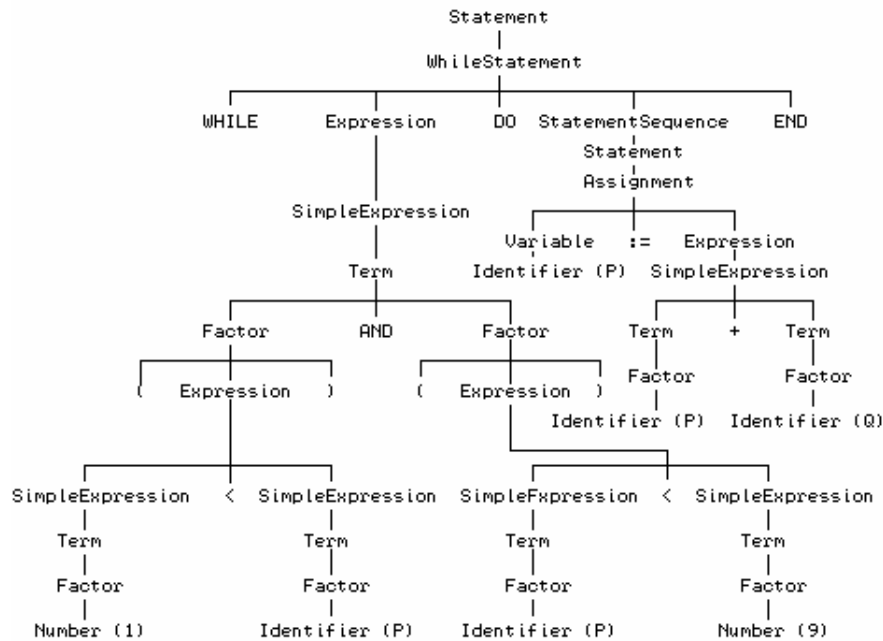 Statement
WhileStatement
WHILE Expression DO StatementSequence END
Statement
Assignment
SimpleExpression
Variable := Expression
Term Identifier (P) SimpleExpression
Factor AND Factor Term + Term
Factor Factor
( Expression ) ( Expression )
Identifier (P) Identifier (Q)
SimpleExpression < SimpleExpression SimpleFxpression < SimpleExpression
Term Term Term Term
Factor Factor Factor Factor
Number (1) Identifier (P) Identifier (P) Number (9)